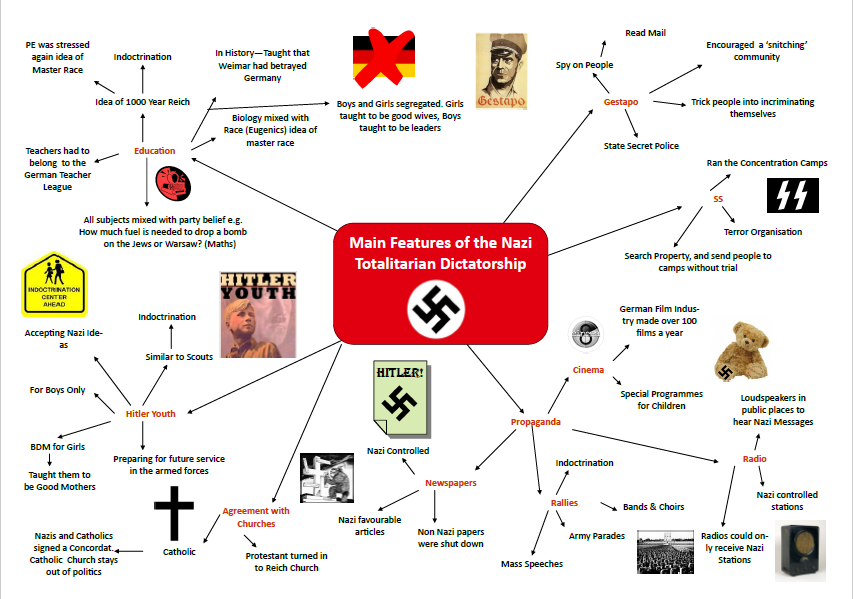 Main Features of the Nazi
Totalitarian Dictatorship
PE was stressed
again idea of
Master Race
Indoctrination
Idea of 1000 Year Reich
In History—Taught that
Weimar had betrayed
Germany
Boys and Girls segregated. Girls
taught to be good wives, Boys
taught to be leaders
Biology mixed with
Race (Eugenics) idea of
master race
Education
Teachers had to
belong to the
German Teacher
League
All subjects mixed with party belief e.g.
How much fuel is needed to drop a bomb
on the Jews or Warsaw? (Maths)
Gestapo
Read Mail
Spy on People
Encouraged a ‘snitching’
community
Gestapo
Trick people into incriminating
themselves
State Secret Police
Ran the Concentration Camps
SS
Terror Organisation
Search Property, and send people to
camps without trial
INDOCTRINATION
CENTER
AHEAD
HITLER
YOUTH
Indoctrination
Accepting Nazi Ide-
as
Similar to Scouts
For Boys Only
Hitler Youth
BDM for Girls
Taught them to
be Good Mothers
Preparing for future service
in the armed forces
Agreement with
Churches
Catholic
Nazis and Catholics
signed a Concordat.
Catholic Church stays
out of politics
Protestant turned in
to Reich Church
HITLER!
Propaganda
Nazi Controlled
Newspapers
Nazi favourable
articles
Non Nazi papers
were shut down
German Film Indus-
try made over 100
films a year
Cinema
Special Programmes
for Children
Indoctrination
Rallies
Bands & Choirs
Army Parades
Mass Speeches
Loudspeakers in
public places to
hear Nazi Messages
Radio
Nazi controlled
stations
Radios could on-
ly receive Nazi
Stations